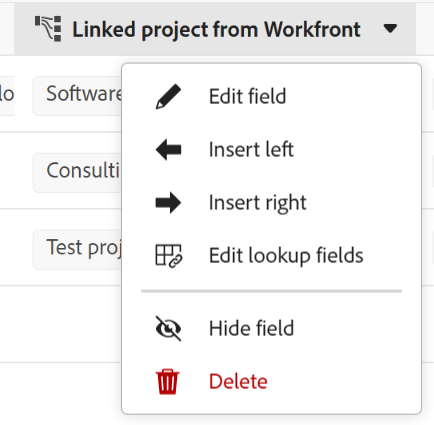 Linked project from Workfront
lo
Software
Edit field
Insert left
Consulti
Insert right
Test proj
Edit lookup fields
Hide field
Delete